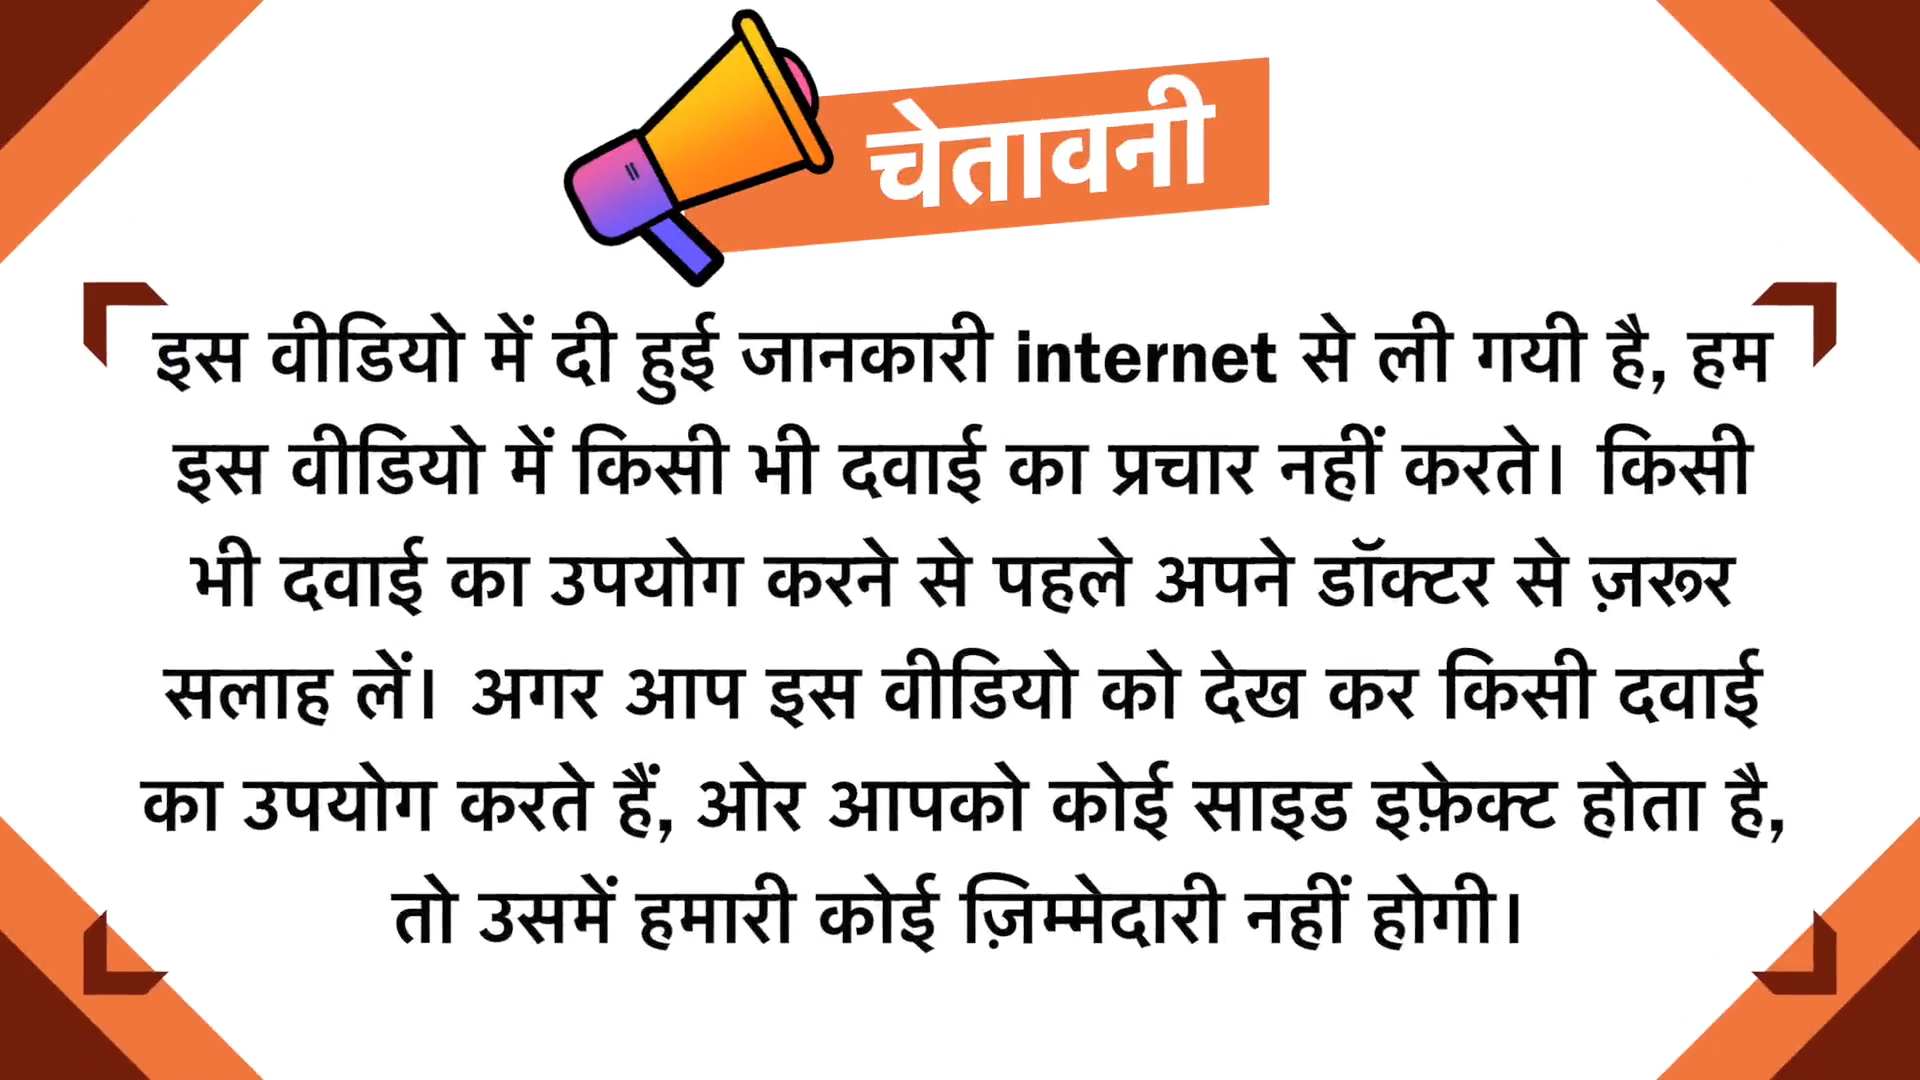 चेतावनी
इस वीडियो में दी हुई जानकारी internet से ली गयी है, हम
इस वीडियो में किसी भी दवाई का प्रचार नहीं करते। किसी
भी दवाई का उपयोग करने से पहले अपने डॉक्टर से ज़रूर
सलाह लें। अगर आप इस वीडियो को देख कर किसी दवाई
का उपयोग करते हैं, ओर आपको कोई साइड इफ़ेक्ट होता है,
तो उसमें हमारी कोई ज़िम्मेदारी नहीं होगी।